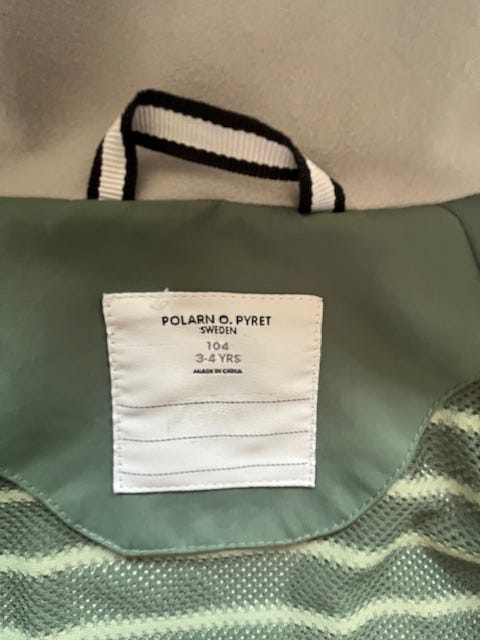 POLARN O. PYRET
SWEDEN
104
3-4 YRS
MADE IN CHINA